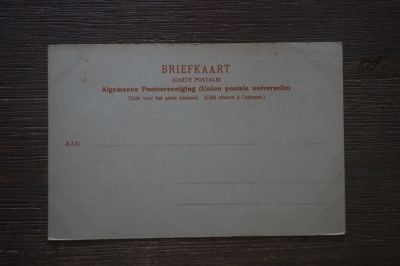 BRIEFKAART
(CARTE POSTALE)
Algemeene Postvereeniging (Union postale universelle)
Zijde voor het adres bestemd. (Côté réservé à l'adresse.)
AAN